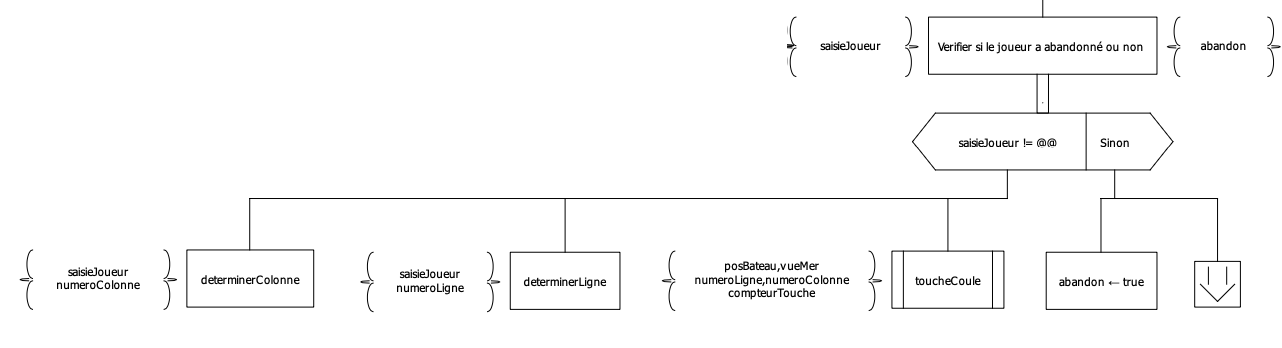 saisieJoueur
Verifier si le joueur a abandonné ou non
abandon
saisieJoueur != @@
Sinon
saisieJoueur
numeroColonne
determinerColonne
saisieJoueur
numeroLigne
determinerLigne
posBateau,vueMer
numeroLigne,numeroColonne
compteurTouche
toucheCoule
abandon ← true